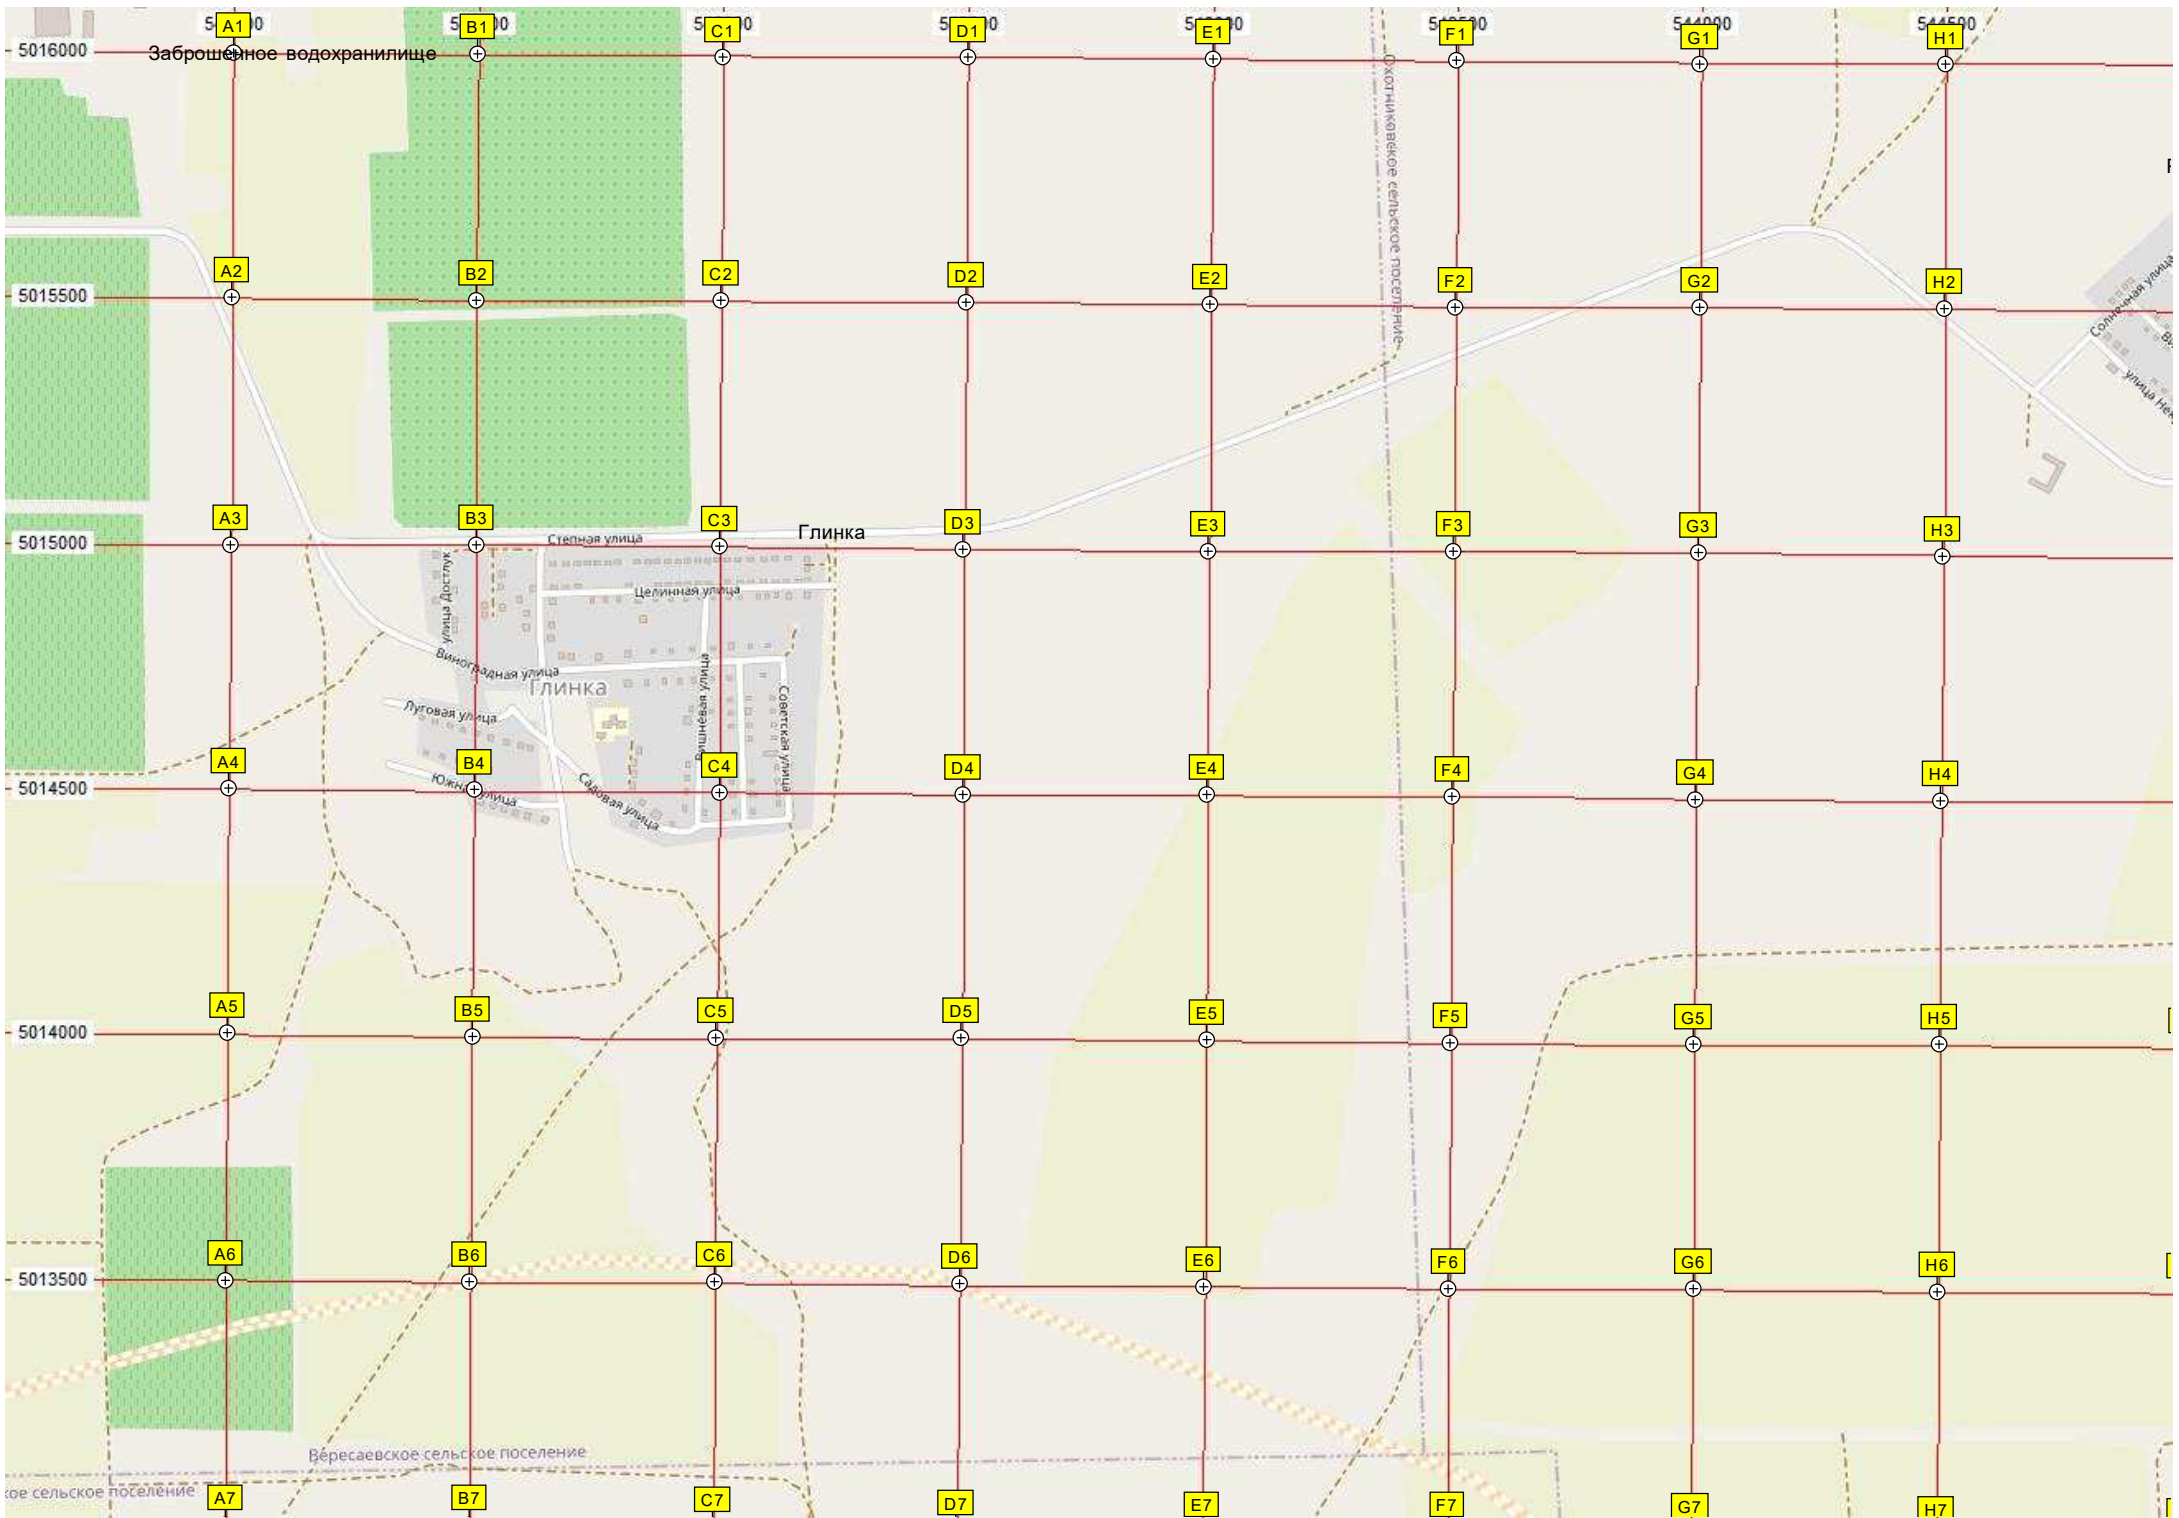 A1
B1
C1
D1
E1
F1
G1
H1
544000
544500
5016000
Заброшенное водохранилище
Охотниковское сельское поселение
A2
B2
C2
D2
E2
F2
G2
H2
5015500
Солнечная улица
A3
B3
C3
D3
E3
F3
G3
H3
5015000
Степная улица
Глинка
улица Достлук
Целинная улица
Виноградная улица
Глинка
Луговая улица
Вишнёвая улица
Советская улица
A4
B4
C4
D4
E4
F4
G4
H4
5014500
Южная улица
Садовая улица
A5
B5
C5
D5
E5
F5
G5
H5
5014000
A6
B6
C6
D6
E6
F6
G6
H6
5013500
Вересаевское сельское поселение
кое сельское поселение
A7
B7
C7
D7
E7
F7
G7
H7